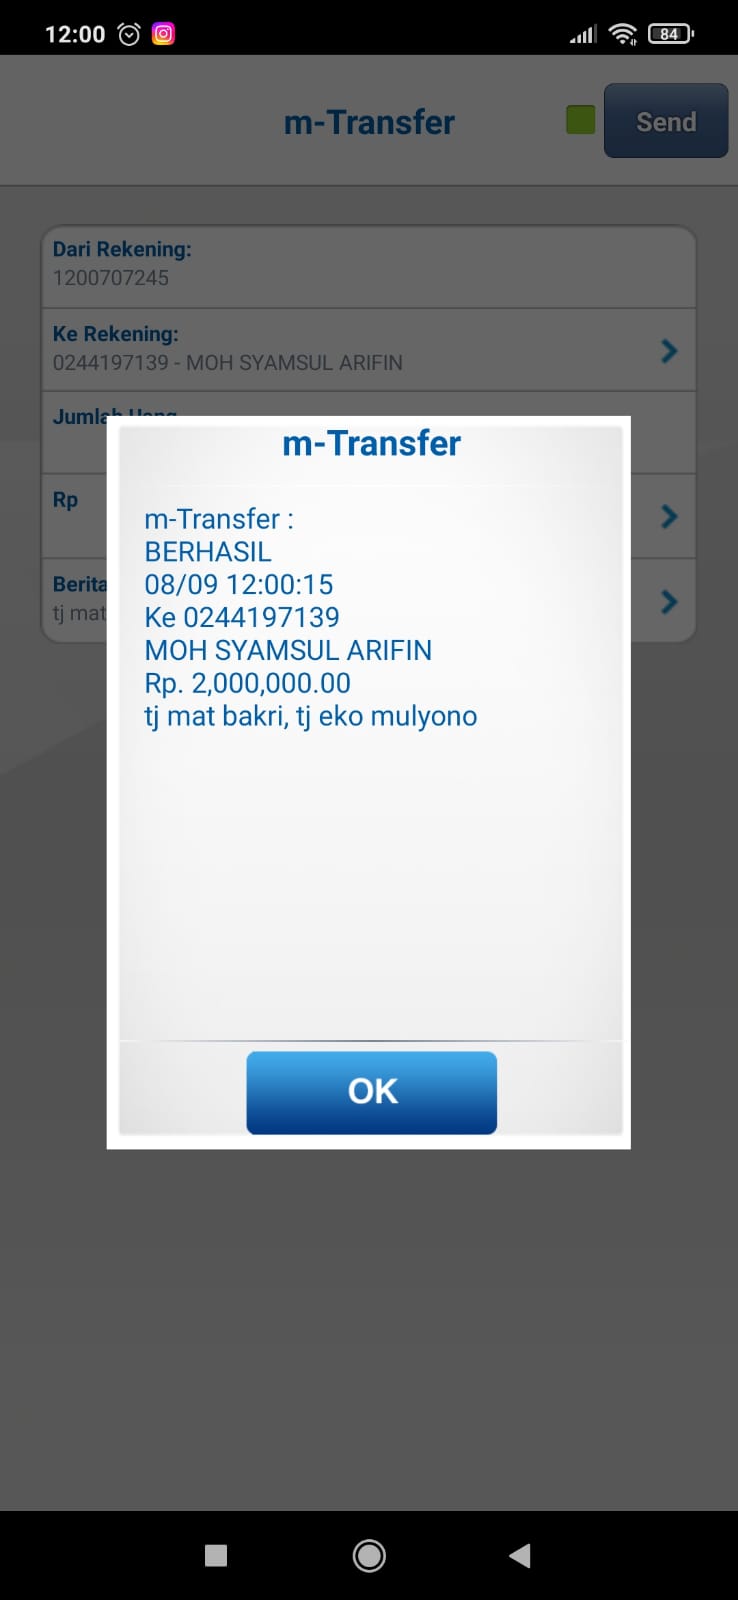 12:00
84
m-Transfer
Send
Dari Rekening:
1200707245
Ke Rekening:
0244197139 - MOH SYAMSUL ARIFIN
Rp
Berita
tj mat
m-Transfer
m-Transfer :
BERHASIL
08/09 12:00:15
Ke 0244197139
MOH SYAMSUL ARIFIN
Rp. 2,000,000.00
tj mat bakri, tj eko mulyono
OK